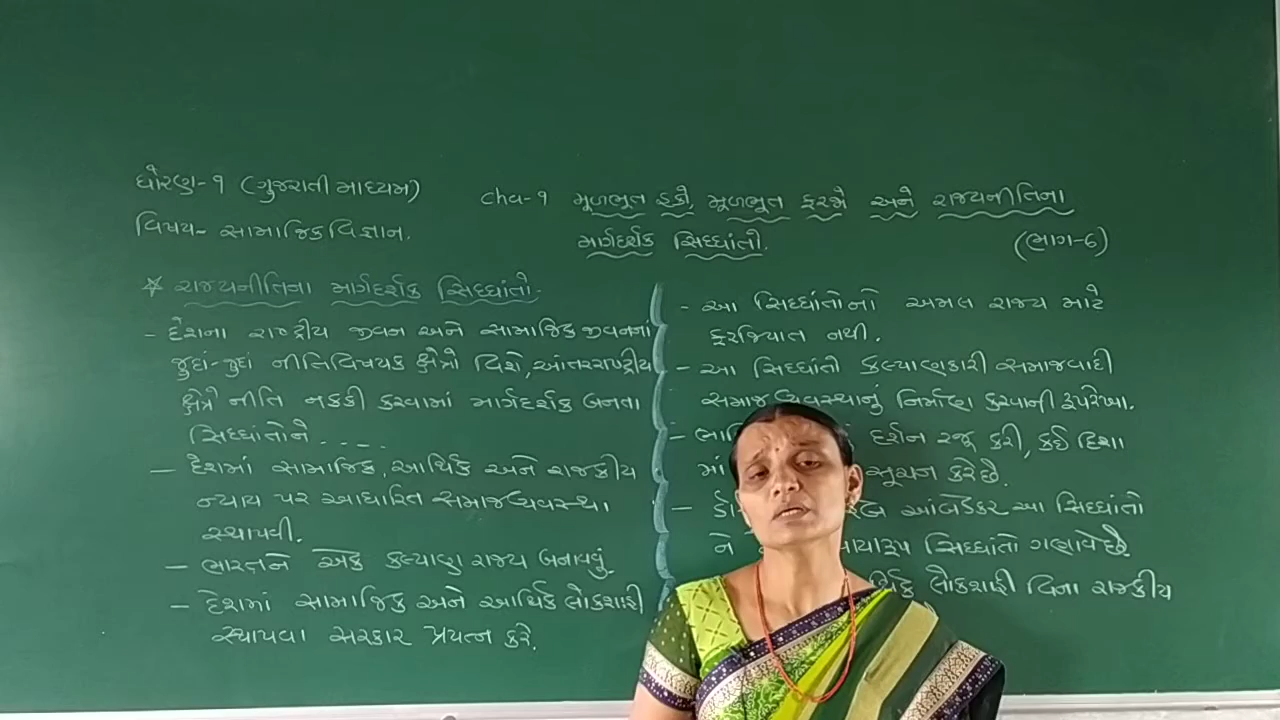 ધોરણ-૧ (ગુજરાતી માધ્યમ)
વિષય- સામાજિક વિજ્ઞાન.
cha-૧ મૂળભૂત હકો, મૂળભૂત ફરજો અને રાજ્યનીતિના
માર્ગદર્શક સિધ્ધાંતો.
(ભાગ-6)
☆ રાજ્યનીતિના માર્ગદર્શક સિધ્ધાંતો.
- દેશના રાષ્ટ્રીય જીવન અને સામાજિક જીવનના
જુદાં-જુદાં નીતિવિષયક ક્ષેત્રો વિશે, આંતરરાષ્ટ્રીય
ક્ષેત્રે નીતિ નક્કી કરવામાં માર્ગદર્શક બનતા
સિધ્ધાંતોને ....
- દેશમાં સામાજિક, આર્થિક અને રાજકીય
ન્યાય પર આધારિત સમાજવ્યવસ્થા
સ્થાપવી.
- ભારતને એક કલ્યાણ રાજ્ય બનાવવું.
- દેશમાં સામાજિક અને આર્થિક લોકશાહી
સ્થાપવા સરકાર પ્રયત્ન કરે.
- આ સિધ્ધાંતોનો અમલ રાજ્ય માટે
ફરજિયાત નથી.
- આ સિધ્ધાંતો કલ્યાણકારી સમાજવાદી
સમાજ વ્યવસ્થાનું નિર્માણ કરવાની રૂપરેખા.
- દર્શન રજૂ કરી, કઈ દિશા
માં સૂચન કરે છે.
- આંબેડકર આ સિધ્ધાંતો
ને પાયારૂપ સિધ્ધાંતો ગણાવે છે
લોકશાહી વિના રાજકીય